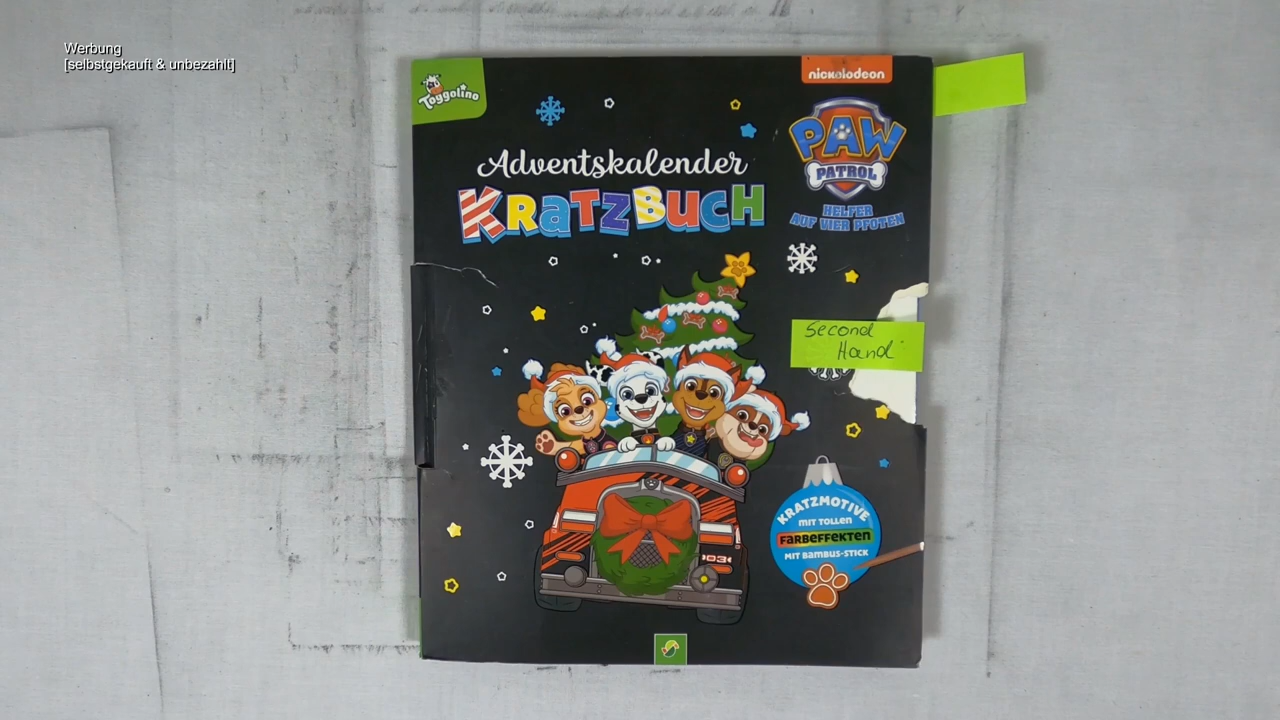 Werbung
[selbstgekauft & unbezahlt]
Toggolino
nickelodeon
PAW
PATROL
HELFER
AUF VIER PFOTEN
Adventskalender
KRATZBUCH
Second
Hand
KRATZMOTIVE
MIT TOLLEN
FARBEFFEKTEN
MIT BAMBUS-STICK